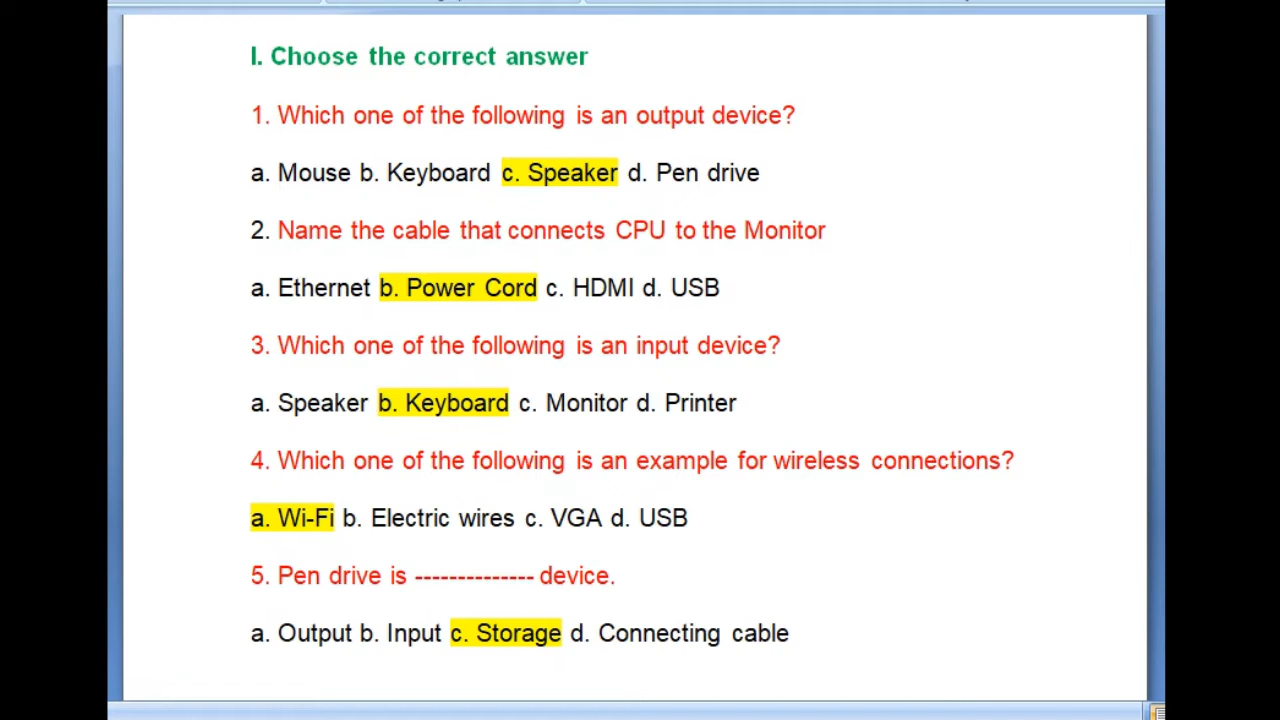 I. Choose the correct answer
1. Which one of the following is an output device?
a. Mouse b. Keyboard c. Speaker d. Pen drive
2. Name the cable that connects CPU to the Monitor
a. Ethernet b. Power Cord c. HDMI d. USB
3. Which one of the following is an input device?
a. Speaker b. Keyboard c. Monitor d. Printer
4. Which one of the following is an example for wireless connections?
a. Wi-Fi b. Electric wires c. VGA d. USB
5. Pen drive is -------------- device.
a. Output b. Input c. Storage d. Connecting cable